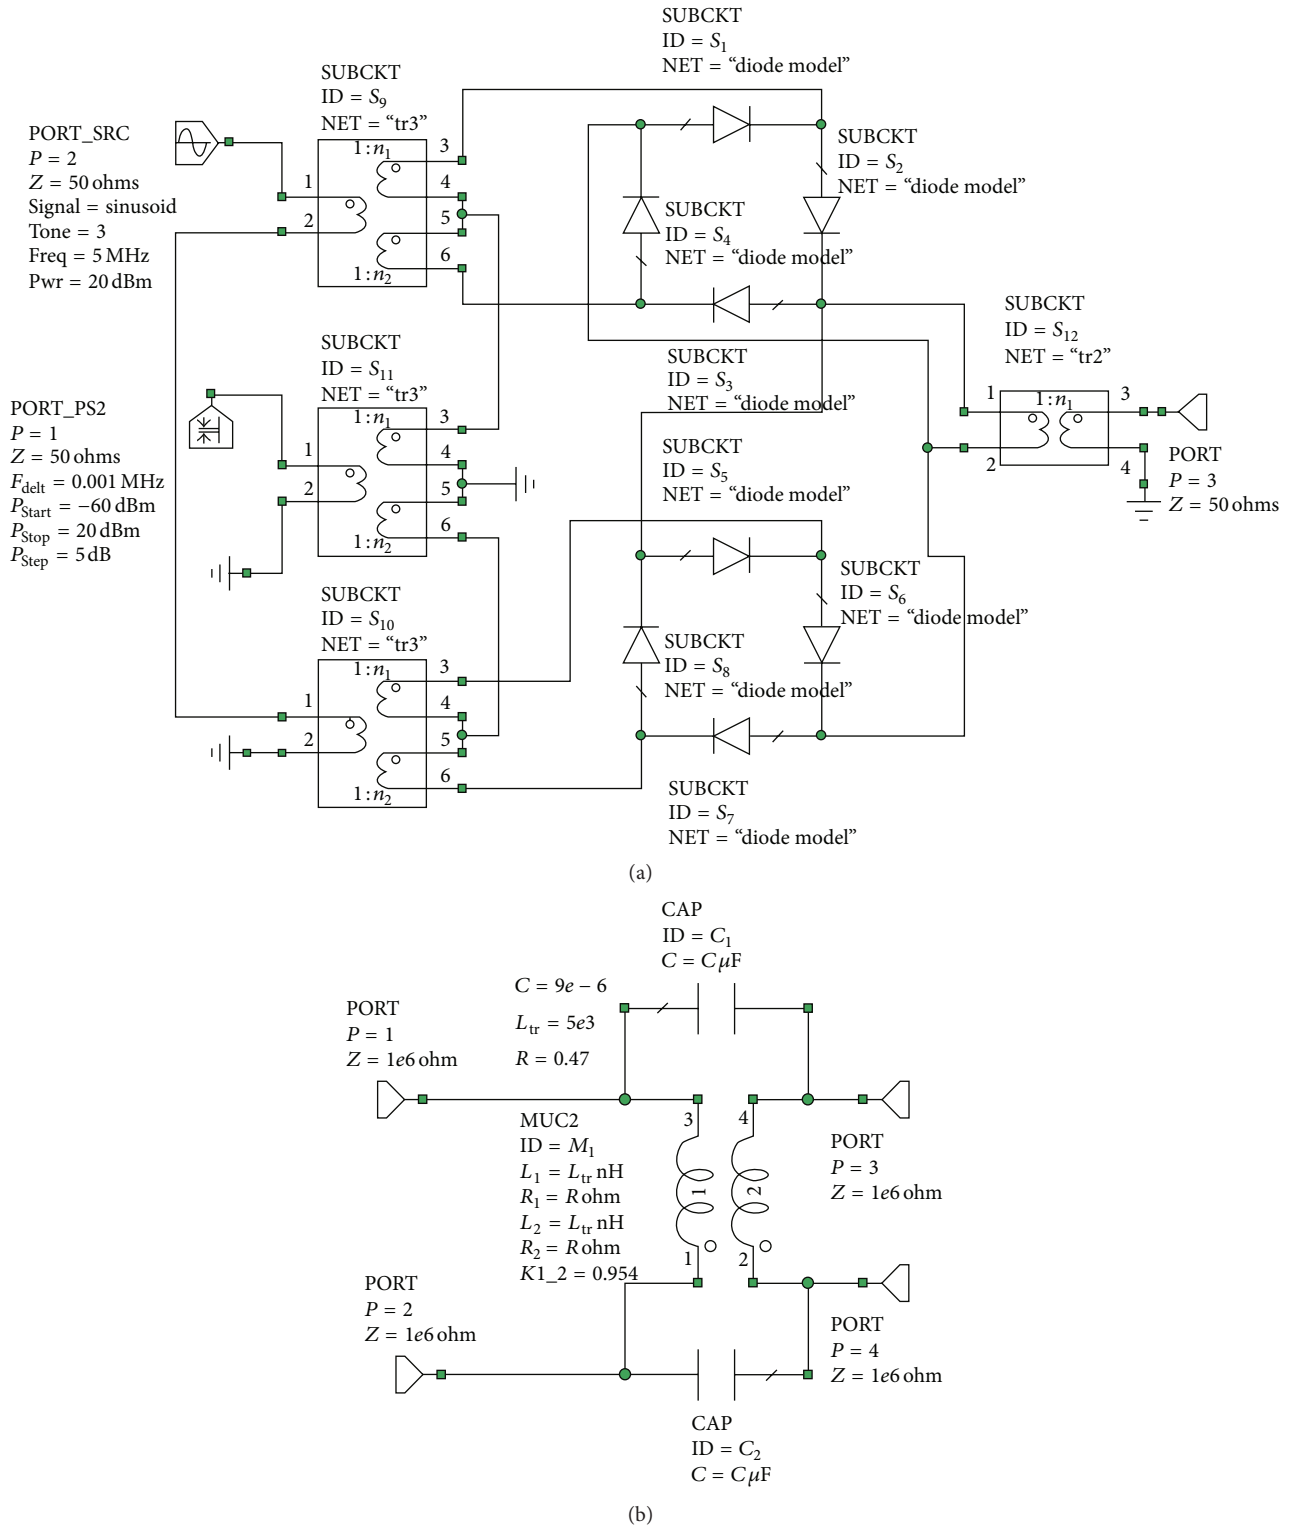 SUBCKT
ID = S1
NET = “diode model”
SUBCKT
ID = S9
NET = “tr3”
PORT_SRC
P = 2
Z = 50 ohms
Signal = sinusoid
Tone = 3
Freq = 5 MHz
Pwr = 20 dBm
1:n1
3
4
1
2
5
6
1:n2
SUBCKT
ID = S2
NET = “diode model”
SUBCKT
ID = S4
NET = “diode model”
SUBCKT
ID = S12
NET = “tr2”
1:n1
1
3
2
4
PORT
P = 3
Z = 50 ohms
SUBCKT
ID = S11
NET = “tr3”
1:n1
3
4
1
2
5
6
1:n2
PORT_PS2
P = 1
Z = 50 ohms
Fdelt = 0.001 MHz
PStart = −60 dBm
PStop = 20 dBm
PStep = 5 dB
SUBCKT
ID = S3
NET = “diode model”
SUBCKT
ID = S5
NET = “diode model”
SUBCKT
ID = S10
NET = “tr3”
1:n1
3
4
1
2
5
6
1:n2
SUBCKT
ID = S6
NET = “diode model”
SUBCKT
ID = S8
NET = “diode model”
SUBCKT
ID = S7
NET = “diode model”
(a)
CAP
ID = C1
C = CμF
C = 9e − 6
Ltr = 5e3
R = 0.47
PORT
P = 1
Z = 1e6 ohm
MUC2
ID = M1
L1 = Ltr nH
R1 = R ohm
L2 = Ltr nH
R2 = R ohm
K1_2 = 0.954
3
4
1
2
1
2
PORT
P = 3
Z = 1e6 ohm
PORT
P = 2
Z = 1e6 ohm
PORT
P = 4
Z = 1e6 ohm
CAP
ID = C2
C = CμF
(b)